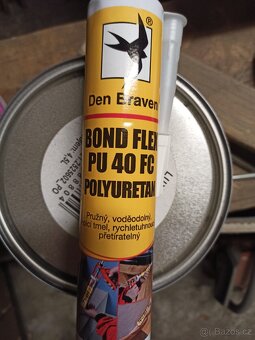 ®
Den Braven
BOND FLEX
PU 40 FC
POLYURETAN
Pružný, voděodolný,
tmel, rychletuhnoucí
přetíratelný